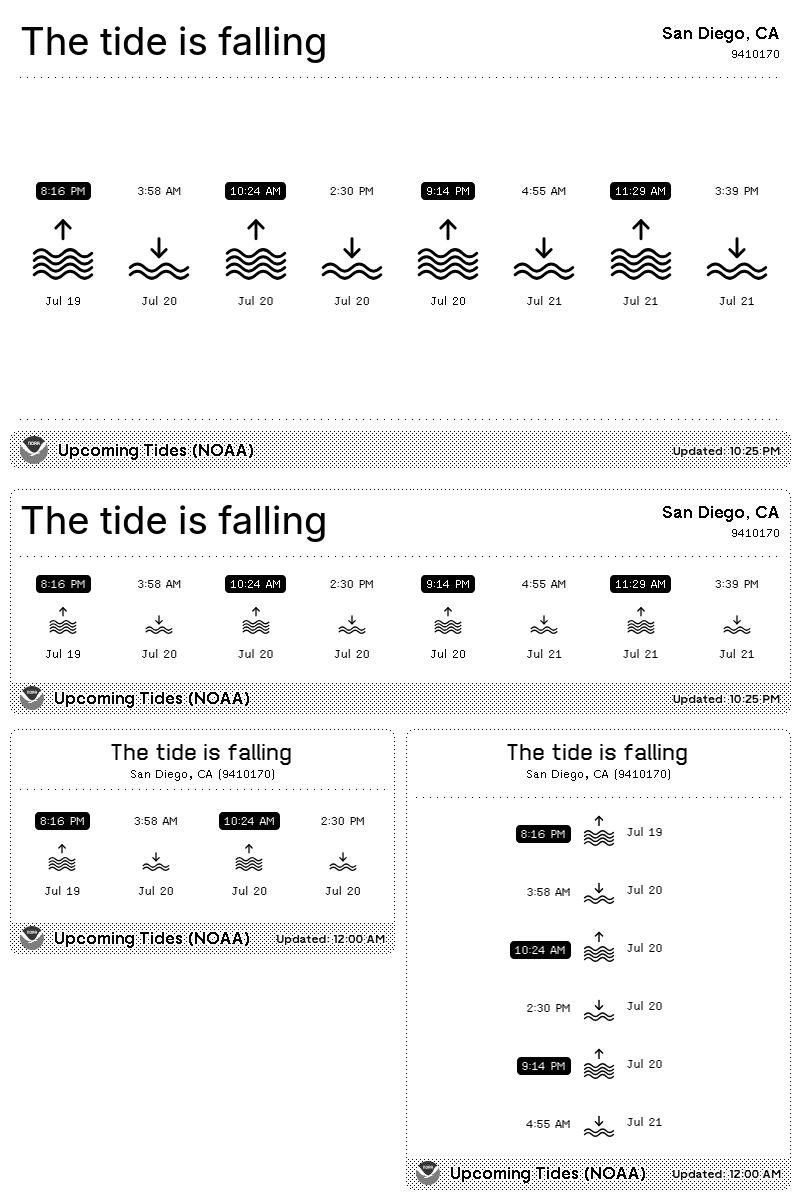 The tide is falling
San Diego, CA
9410170
8:16 PM 3:58 AM 10:24 AM 2:30 PM 9:14 PM 4:55 AM 11:29 AM 3:39 PM
Jul 19 Jul 20 Jul 20 Jul 20 Jul 20 Jul 21 Jul 21 Jul 21
NOAA Upcoming Tides (NOAA) Updated: 10:25 PM
The tide is falling
San Diego, CA
9410170
8:16 PM 3:58 AM 10:24 AM 2:30 PM 9:14 PM 4:55 AM 11:29 AM 3:39 PM
Jul 19 Jul 20 Jul 20 Jul 20 Jul 20 Jul 21 Jul 21 Jul 21
NOAA Upcoming Tides (NOAA) Updated: 10:25 PM
The tide is falling
San Diego, CA (9410170)
8:16 PM 3:58 AM 10:24 AM 2:30 PM
Jul 19 Jul 20 Jul 20 Jul 20
NOAA Upcoming Tides (NOAA) Updated: 12:00 AM
The tide is falling
San Diego, CA (9410170)
8:16 PM Jul 19
3:58 AM Jul 20
10:24 AM Jul 20
2:30 PM Jul 20
9:14 PM Jul 20
4:55 AM Jul 21
NOAA Upcoming Tides (NOAA) Updated: 12:00 AM